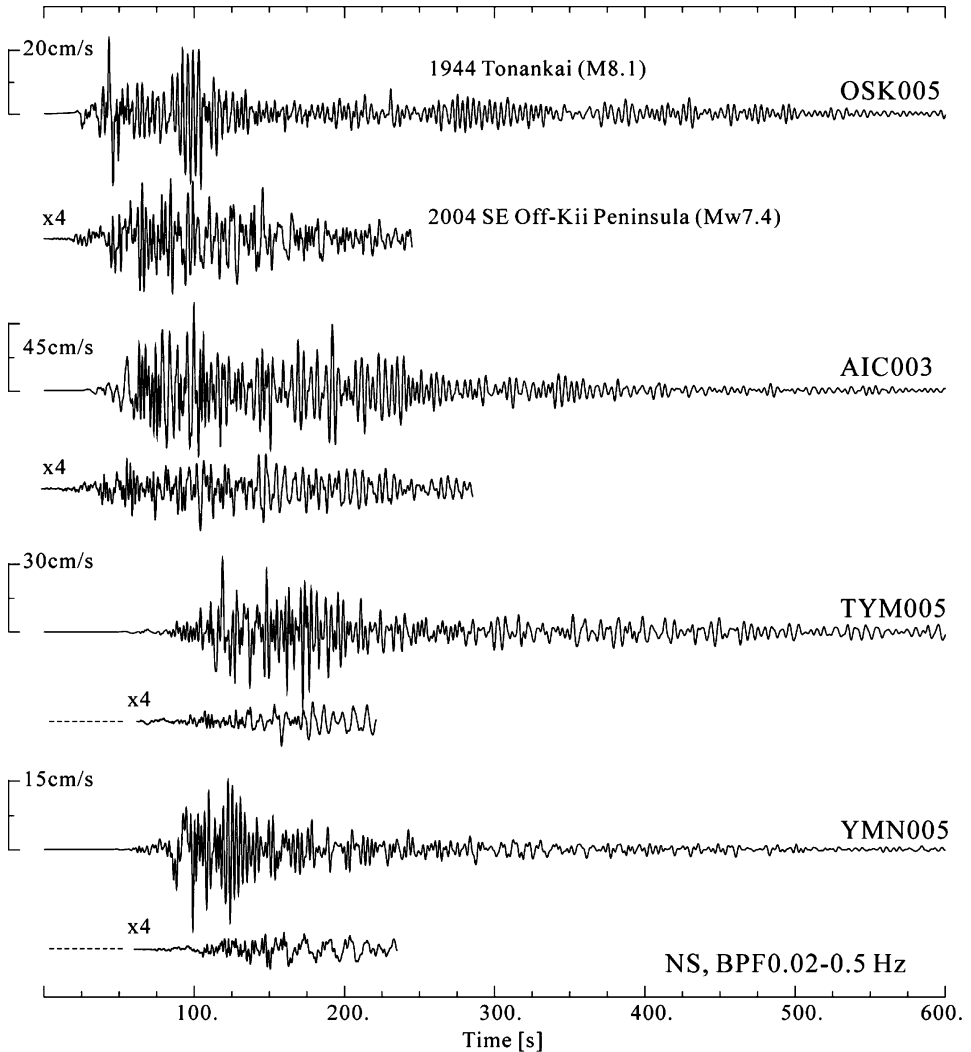 20cm/s
1944 Tonankai (M8.1)
OSK005
x4
2004 SE Off-Kii Peninsula (Mw7.4)
45cm/s
AIC003
x4
30cm/s
TYM005
x4
15cm/s
YMN005
x4
NS, BPF0.02-0.5 Hz
100. 200. 300. 400. 500. 600.
Time [s]